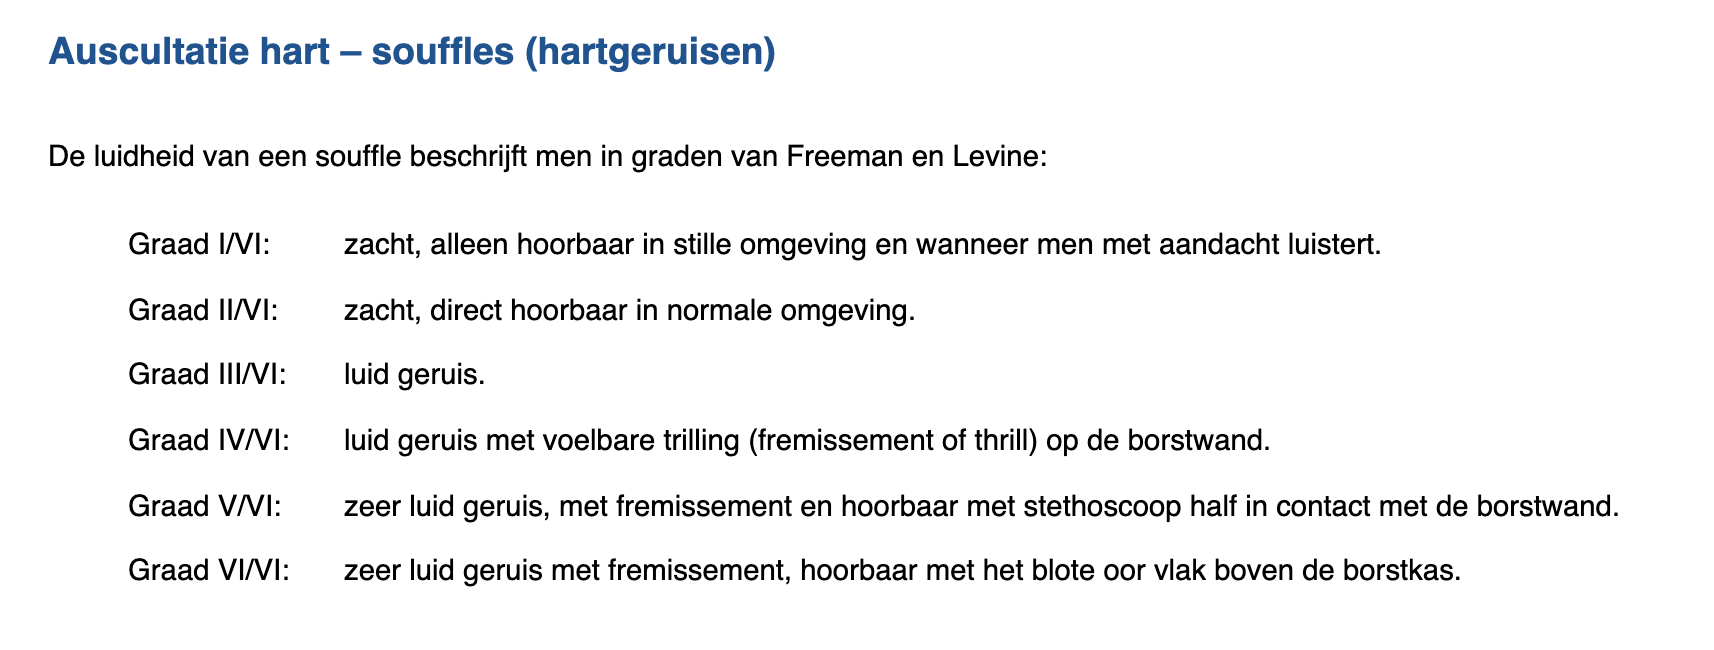 Auscultatie hart – souffles (hartgeruisen)
De luidheid van een souffle beschrijft men in graden van Freeman en Levine:
Graad I/VI: zacht, alleen hoorbaar in stille omgeving en wanneer men met aandacht luistert.
Graad II/VI: zacht, direct hoorbaar in normale omgeving.
Graad III/VI: luid geruis.
Graad IV/VI: luid geruis met voelbare trilling (fremissement of thrill) op de borstwand.
Graad V/VI: zeer luid geruis, met fremissement en hoorbaar met stethoscoop half in contact met de borstwand.
Graad VI/VI: zeer luid geruis met fremissement, hoorbaar met het blote oor vlak boven de borstkas.